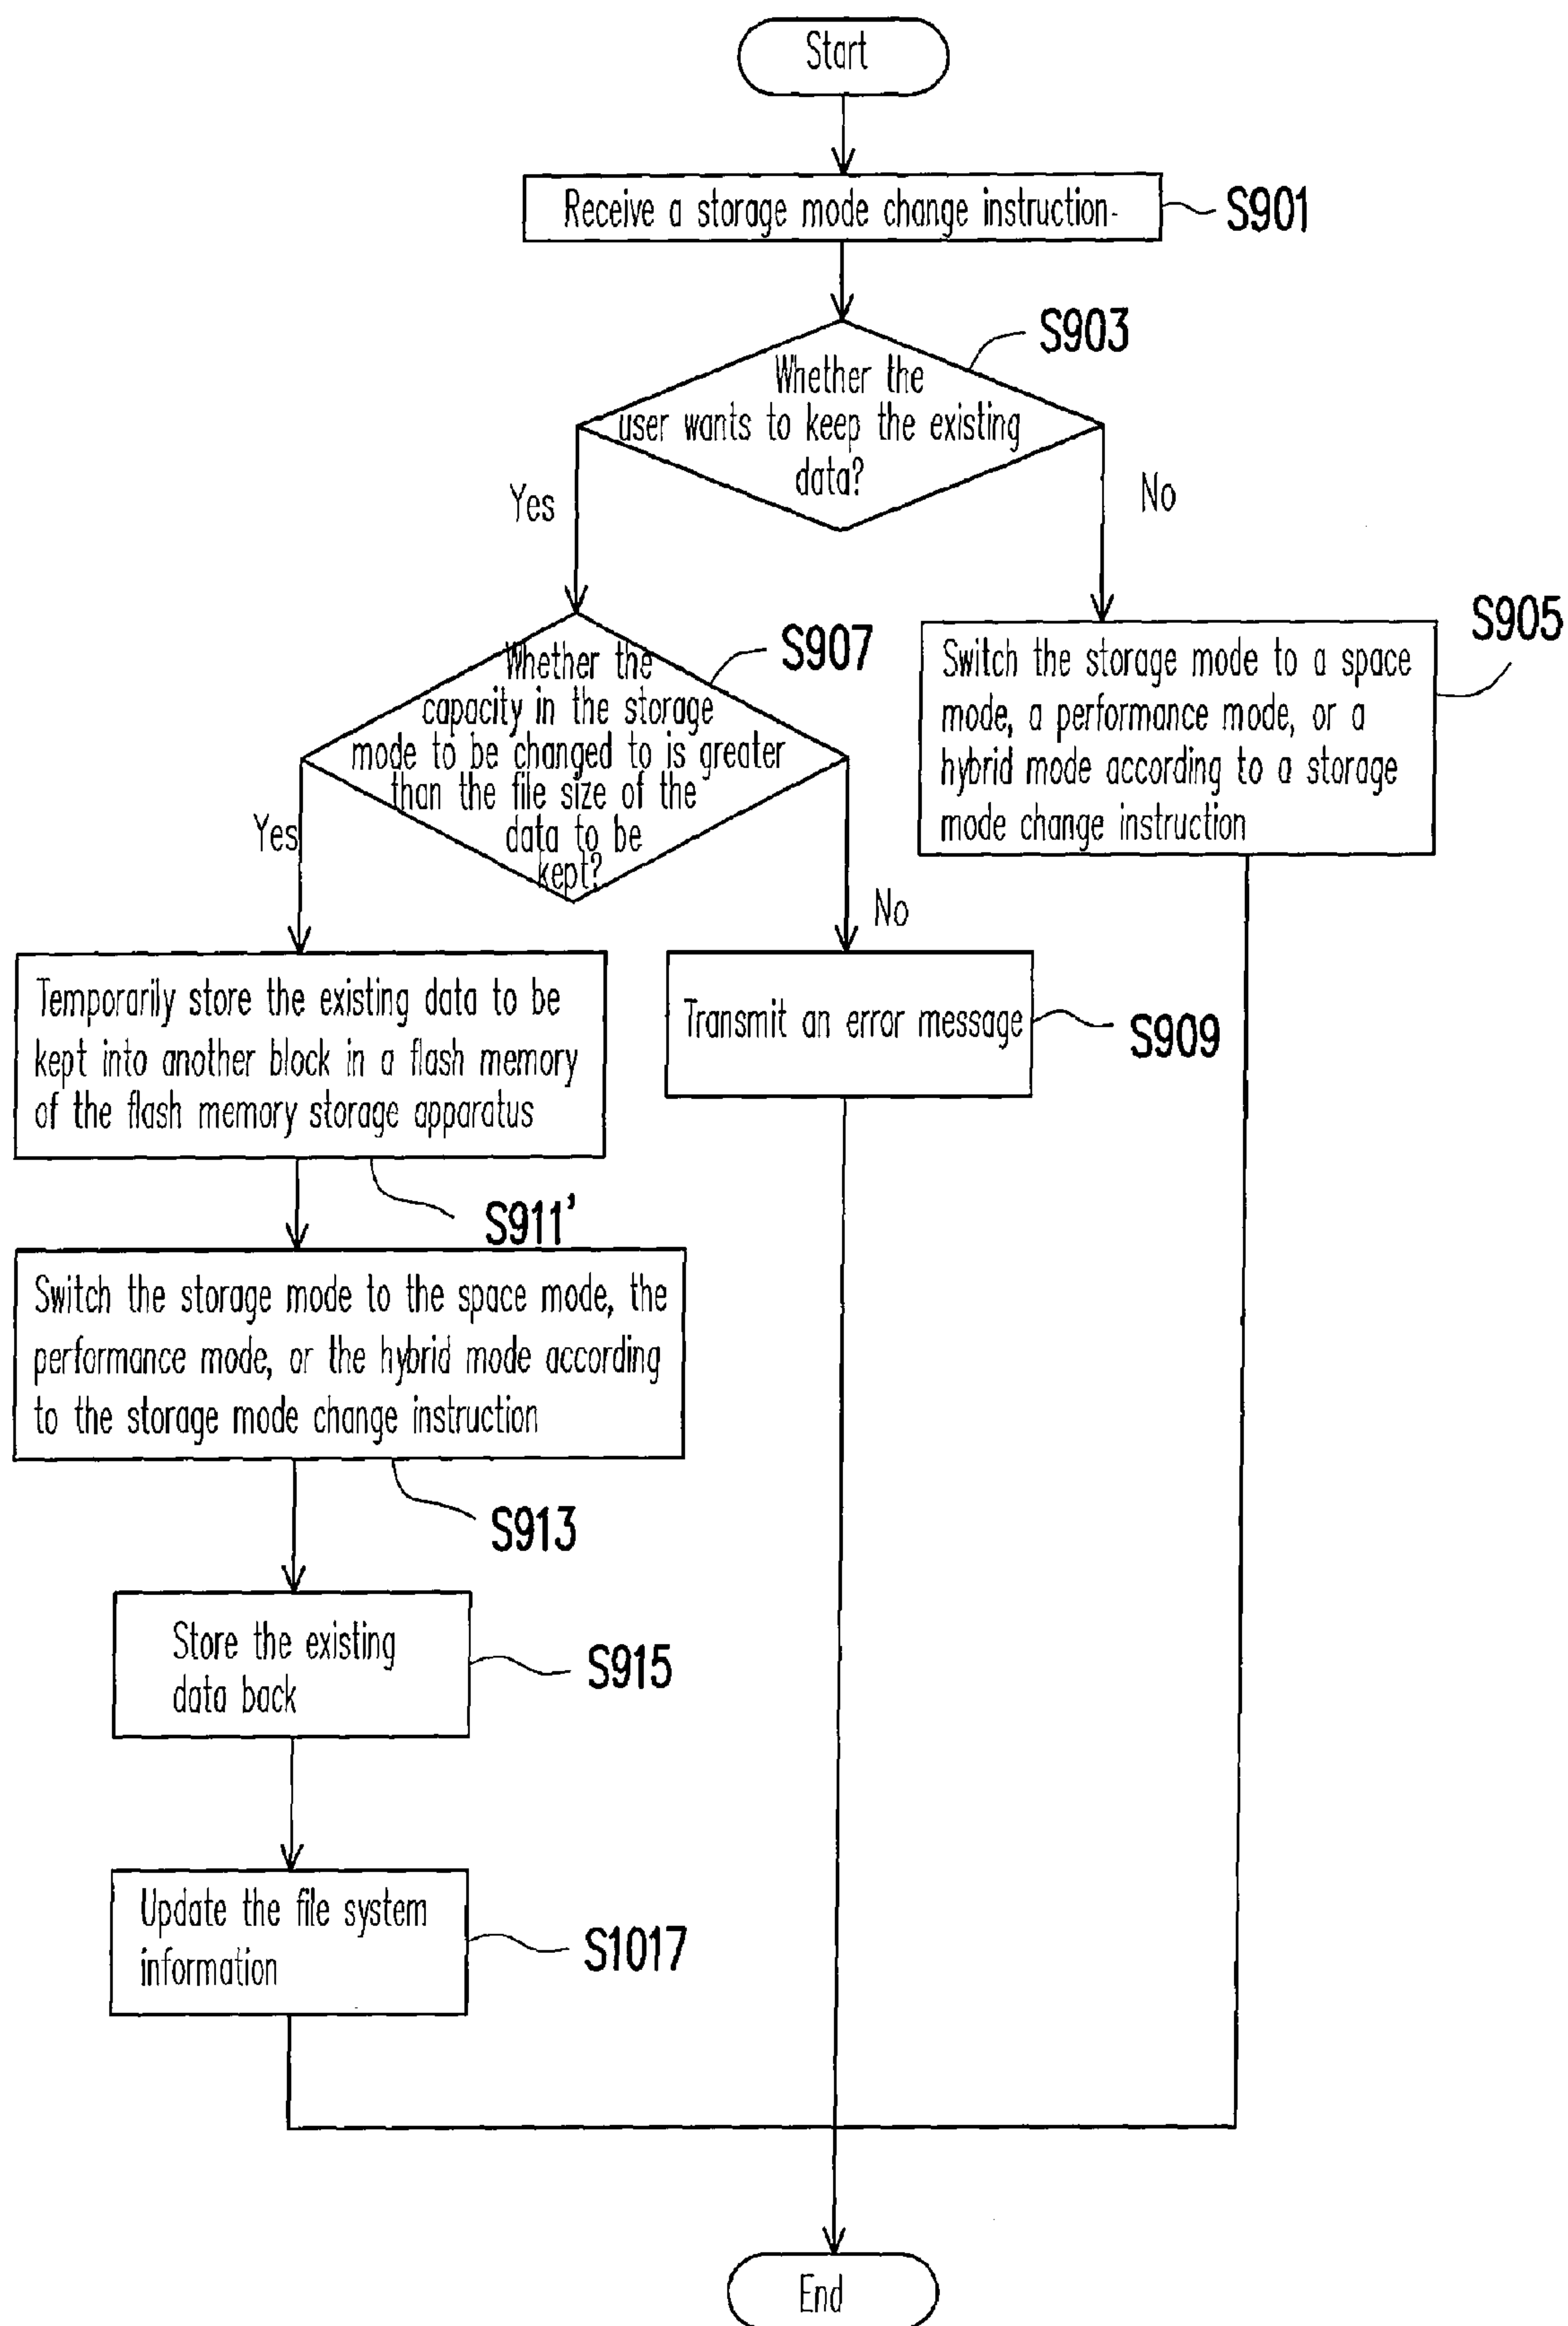 Start
Receive a storage mode change instruction-
S901
S903
Whether the
user wants to keep the existing
data?
Yes
No
S905
S907
Whether the
capacity in the storage
mode to be changed to is greater
than the file size of the
data to be
kept?
Switch the storage mode to a space
mode, a performance mode, or a
hybrid mode according to a storage
mode change instruction
Yes
No
Temporarily store the existing data to be
kept into another block in a flash memory
of the flash memory storage apparatus
Transmit an error message
S909
S911’
Switch the storage mode to the space mode, the
performance mode, or the hybrid mode according
to the storage mode change instruction
S913
Store the existing
data back
S915
Update the file system
information
S1017
End